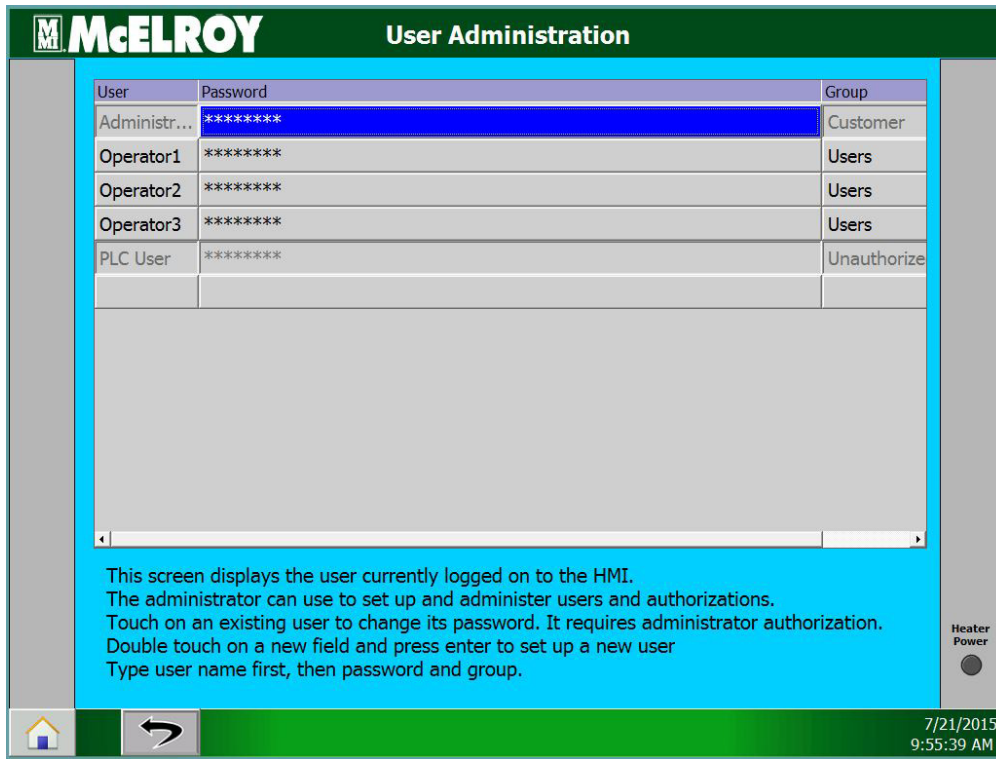 MMI. McELROY User Administration
User Password Group
Administr... ******** Customer
Operator1 ******** Users
Operator2 ******** Users
Operator3 ******** Users
PLC User ******** Unauthorize
This screen displays the user currently logged on to the HMI.
The administrator can use to set up and administer users and authorizations.
Touch on an existing user to change its password. It requires administrator authorization.
Double touch on a new field and press enter to set up a new user
Type user name first, then password and group.
Heater
Power
7/21/2015
9:55:39 AM